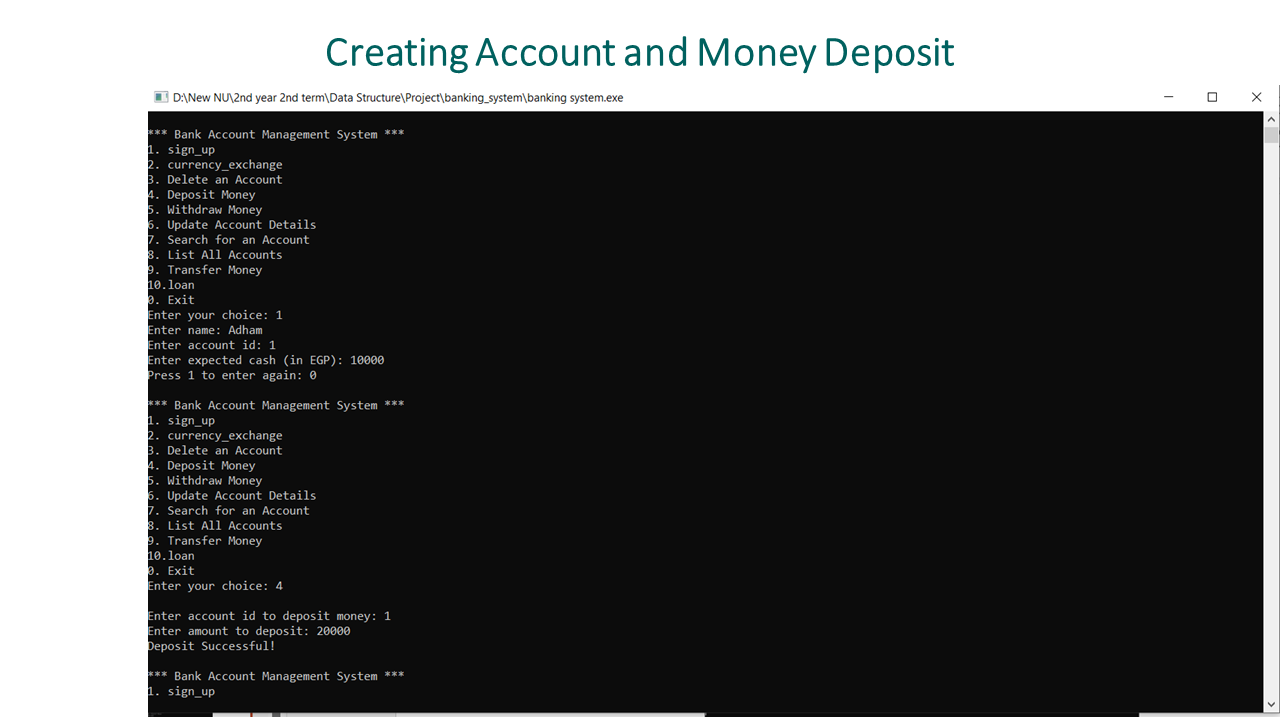 Creating Account and Money Deposit
D:\New NU\2nd year 2nd term\Data Structure\Project\banking_system\banking system.exe
*** Bank Account Management System ***
1. sign_up
2. currency_exchange
3. Delete an Account
4. Deposit Money
5. Withdraw Money
6. Update Account Details
7. Search for an Account
8. List All Accounts
9. Transfer Money
10.loan
0. Exit
Enter your choice: 1
Enter name: Adham
Enter account id: 1
Enter expected cash (in EGP): 10000
Press 1 to enter again: 0
*** Bank Account Management System ***
1. sign_up
2. currency_exchange
3. Delete an Account
4. Deposit Money
5. Withdraw Money
6. Update Account Details
7. Search for an Account
8. List All Accounts
9. Transfer Money
10.loan
0. Exit
Enter your choice: 4
Enter account id to deposit money: 1
Enter amount to deposit: 20000
Deposit Successful!
*** Bank Account Management System ***
1. sign_up